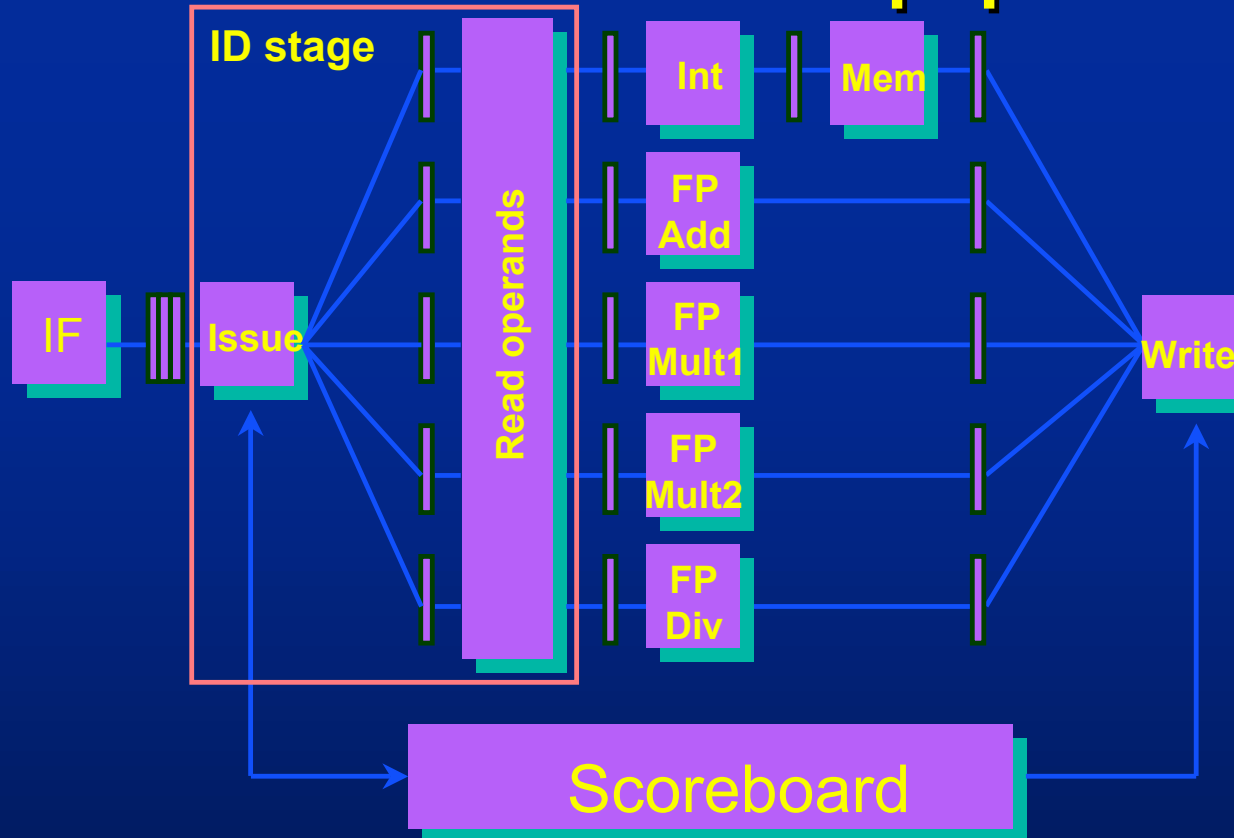 ID stage
IF
Issue
Read operands
Int
Mem
FP
Add
FP
Mult1
FP
Mult2
FP
Div
Write
Scoreboard